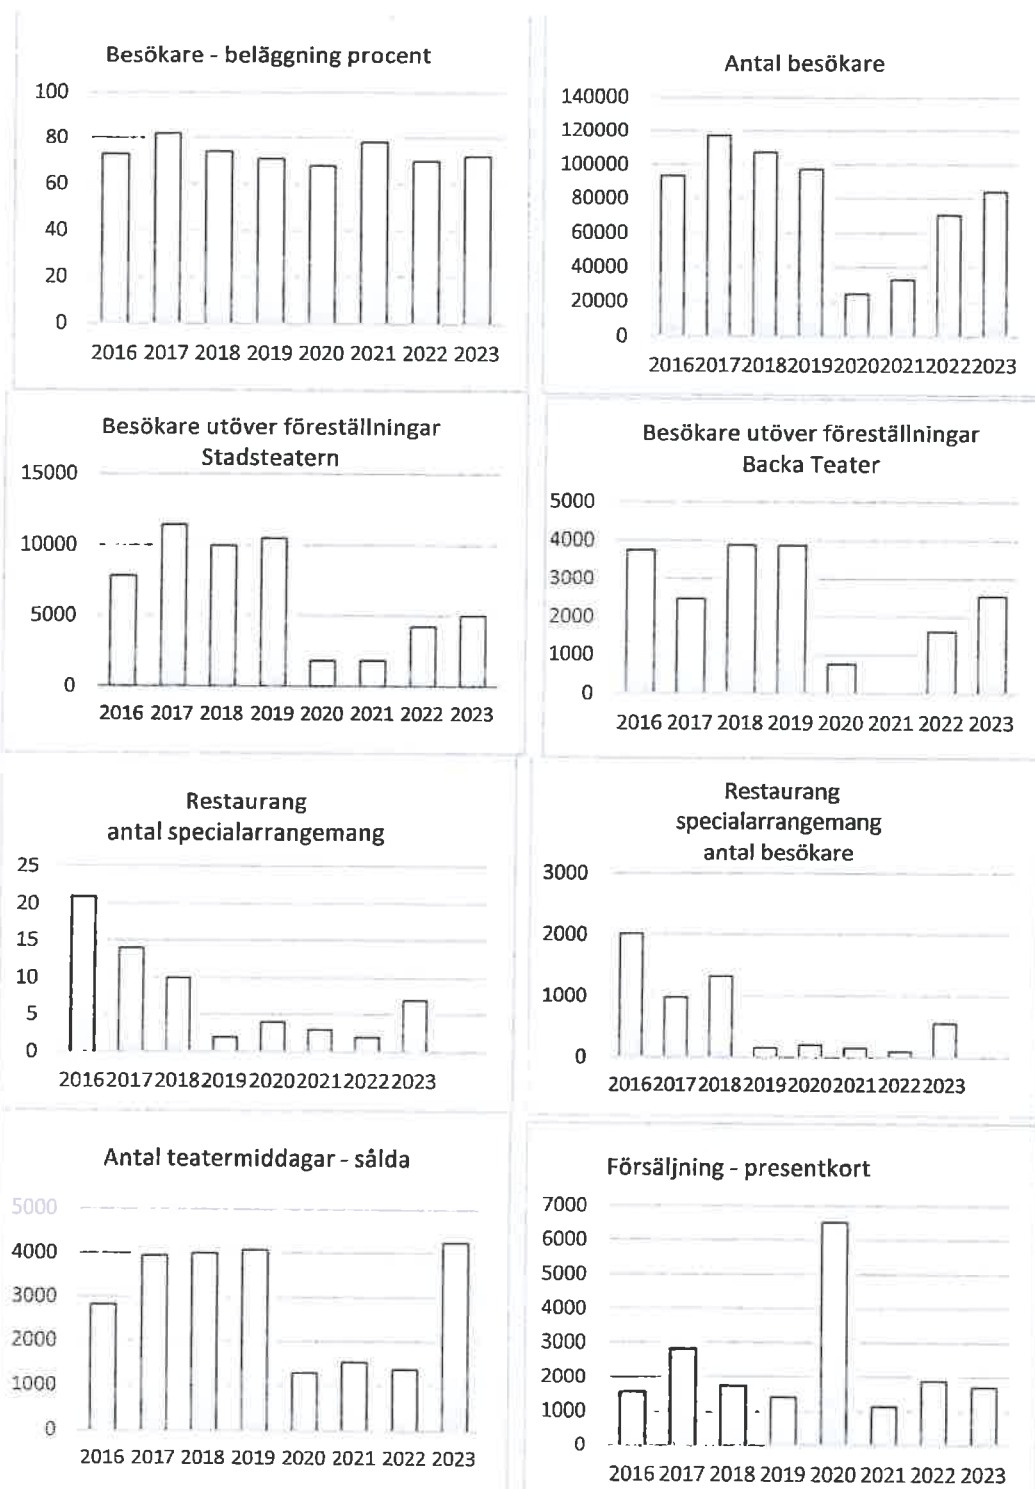 Besökare - beläggning procent
100
80
60
40
20
0
2016 2017 2018 2019 2020 2021 2022 2023
Antal besökare
140000
120000
100000
80000
60000
40000
20000
0
20162017201820192020202120222023
Besökare utöver föreställningar
Stadsteatern
15000
10000
5000
0
2016 2017 2018 2019 2020 2021 2022 2023
Besökare utöver föreställningar
Backa Teater
5000
4000
3000
2000
1000
0
2016 2017 2018 2019 2020 2021 2022 2023
Restaurang
antal specialarrangemang
25
20
15
10
5
0
20162017201820192020202120222023
Restaurang
specialarrangemang
antal besökare
3000
2000
1000
0
20162017201820192020202120222023
Antal teatermiddagar - sålda
5000
4000
3000
2000
1000
0
2016 2017 2018 2019 2020 2021 2022 2023
Försäljning - presentkort
7000
6000
5000
4000
3000
2000
1000
0
2016 2017 2018 2019 2020 2021 2022 2023